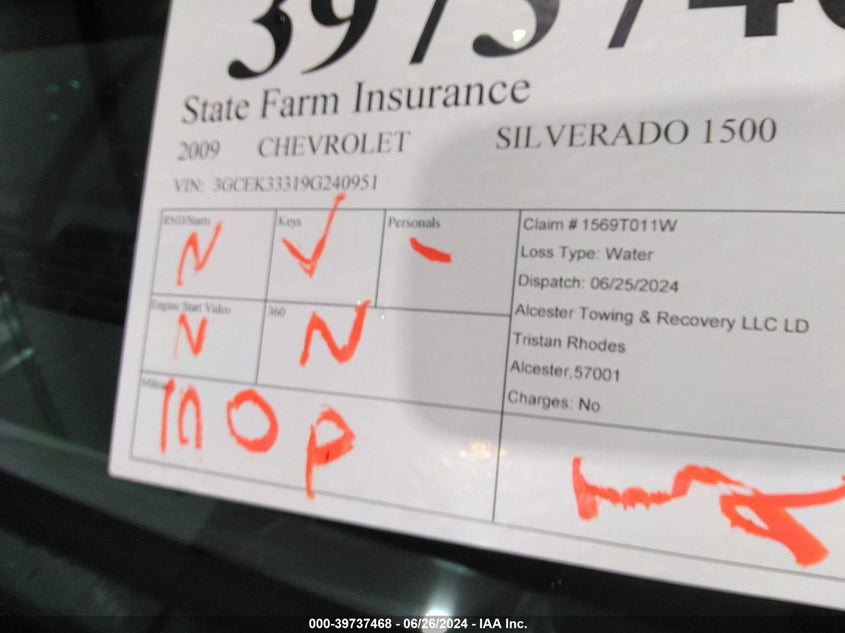 State Farm Insurance
2009 CHEVROLET SILVERADO 1500
VIN: 3GCEK33319G240951
RND/Starts
N
Keys
✓
Personals
-
Claim # 1569T011W
Loss Type: Water
Dispatch: 06/25/2024
Alcester Towing & Recovery LLC LD
Tristan Rhodes
Alcester,57001
Charges: No
Engine Start Video
N
360
N
OP
000-39737468 - 06/26/2024 - IAA Inc.